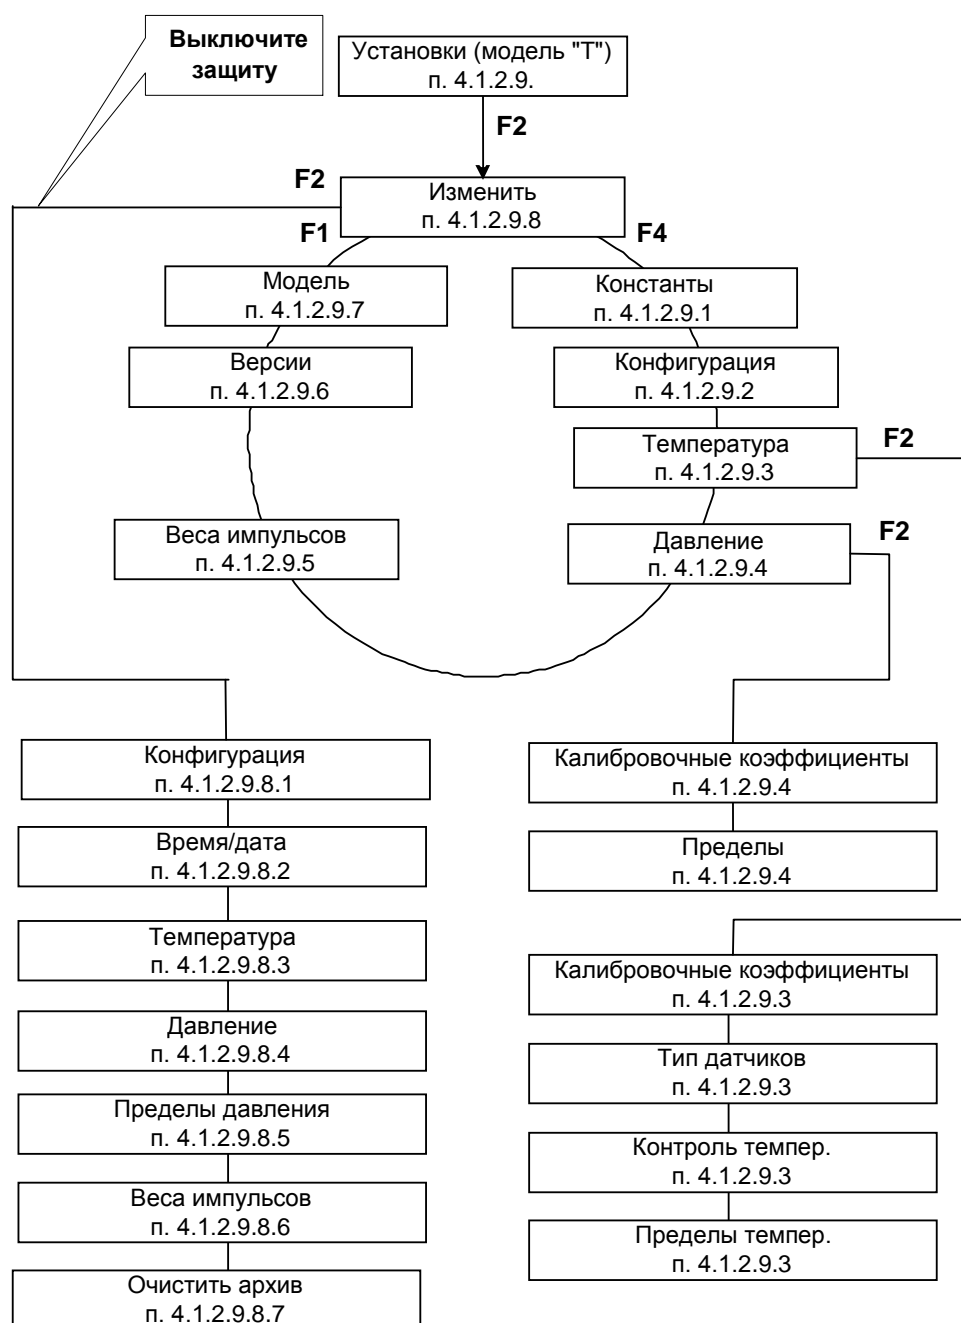 Выключите
защиту
Установки (модель "Т")
п. 4.1.2.9.
F2
F2
Изменить
п. 4.1.2.9.8
F1
F4
Модель
п. 4.1.2.9.7
Константы
п. 4.1.2.9.1
Версии
п. 4.1.2.9.6
Конфигурация
п. 4.1.2.9.2
Температура
п. 4.1.2.9.3
F2
Веса импульсов
п. 4.1.2.9.5
Давление
п. 4.1.2.9.4
F2
Конфигурация
п. 4.1.2.9.8.1
Время/дата
п. 4.1.2.9.8.2
Температура
п. 4.1.2.9.8.3
Давление
п. 4.1.2.9.8.4
Пределы давления
п. 4.1.2.9.8.5
Веса импульсов
п. 4.1.2.9.8.6
Очистить архив
п. 4.1.2.9.8.7
Калибровочные коэффициенты
п. 4.1.2.9.4
Пределы
п. 4.1.2.9.4
Калибровочные коэффициенты
п. 4.1.2.9.3
Тип датчиков
п. 4.1.2.9.3
Контроль темпер.
п. 4.1.2.9.3
Пределы темпер.
п. 4.1.2.9.3